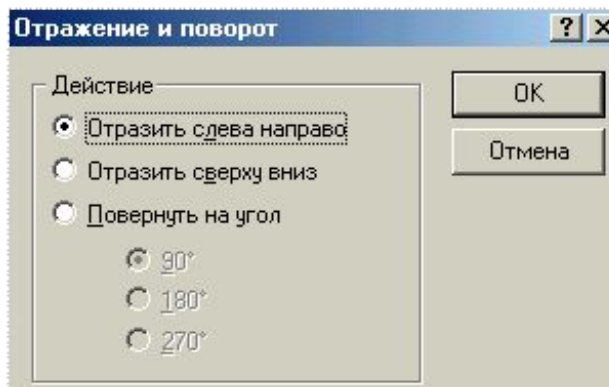 Отражение и поворот
Действие
Отразить слева направо
Отразить сверху вниз
Повернуть на угол
90°
180°
270°
OK
Отмена